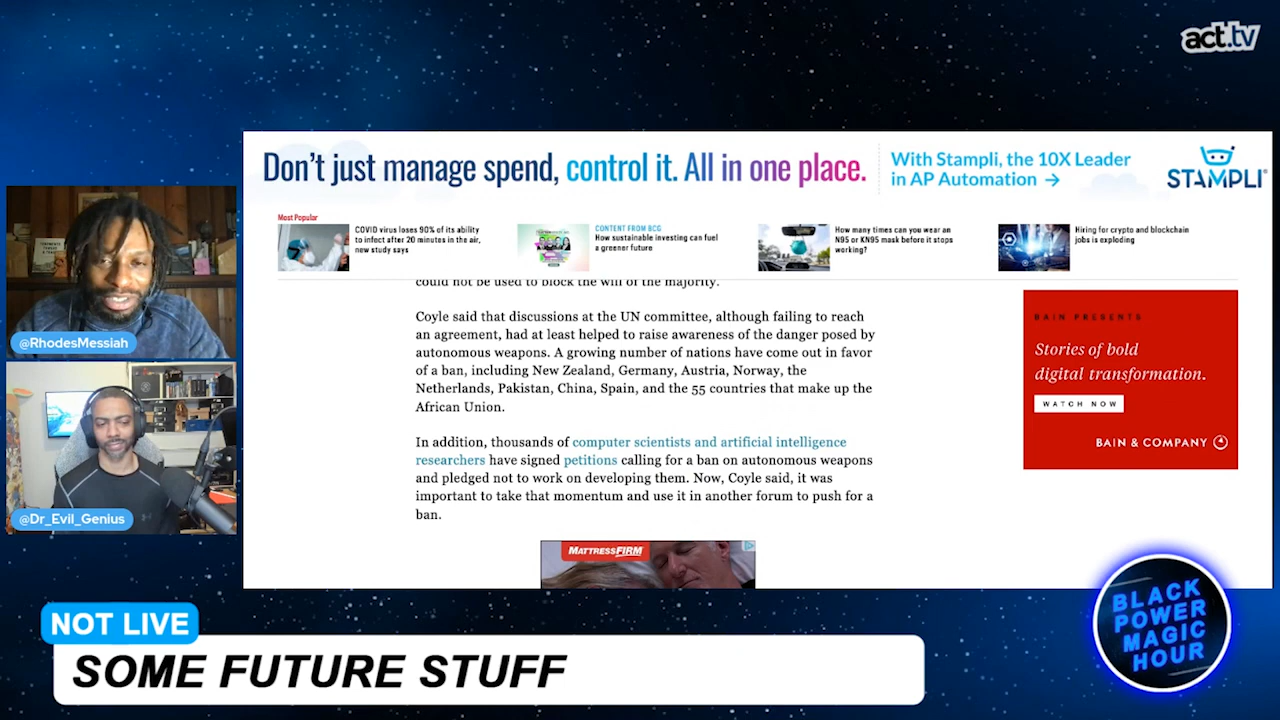 act.tv
Don't just manage spend, control it. All in one place.
With Stampli, the 10X Leader
in AP Automation →
STAMPLI
Most Popular
COVID virus loses 90% of its ability
to infect after 20 minutes in the air,
new study says
CONTENT FROM BCG
How sustainable investing can fuel
a greener future
How many times can you wear an
N95 or KN95 mask before it stops
working?
Hiring for crypto and blockchain
jobs is exploding
could not be used to block the will of the majority.
Coyle said that discussions at the UN committee, although failing to reach
an agreement, had at least helped to raise awareness of the danger posed by
autonomous weapons. A growing number of nations have come out in favor
of a ban, including New Zealand, Germany, Austria, Norway, the
Netherlands, Pakistan, China, Spain, and the 55 countries that make up the
African Union.
In addition, thousands of computer scientists and artificial intelligence
researchers have signed petitions calling for a ban on autonomous weapons
and pledged not to work on developing them. Now, Coyle said, it was
important to take that momentum and use it in another forum to push for a
ban.
BAIN PRESENTS
Stories of bold
digital transformation.
WATCH NOW
BAIN & COMPANY
MATTRESSFIRM
@RhodesMessiah
@Dr_Evil_Genius
NOT LIVE
SOME FUTURE STUFF
BLACK
POWER
MAGIC
HOUR